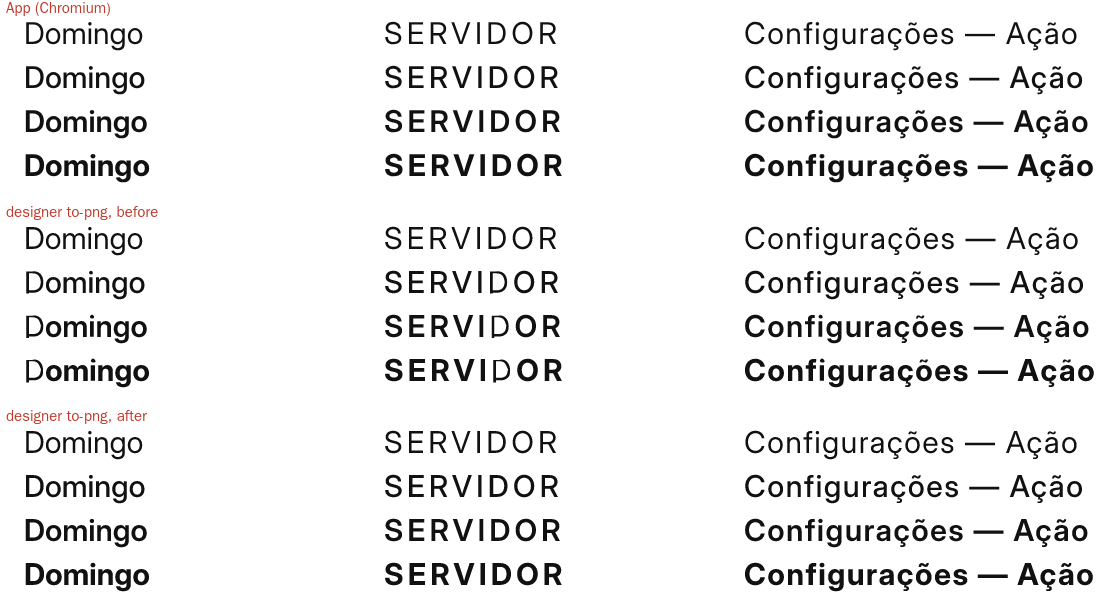 App (Chromium)
Domingo SERVIDOR Configurações — Ação
Domingo SERVIDOR Configurações — Ação
Domingo SERVIDOR Configurações — Ação
Domingo SERVIDOR Configurações — Ação
designer to-png, before
Domingo SERVIDOR Configurações — Ação
Domingo SERVIDOR Configurações — Ação
Domingo SERVIDOR Configurações — Ação
Domingo SERVIDOR Configurações — Ação
designer to-png, after
Domingo SERVIDOR Configurações — Ação
Domingo SERVIDOR Configurações — Ação
Domingo SERVIDOR Configurações — Ação
Domingo SERVIDOR Configurações — Ação